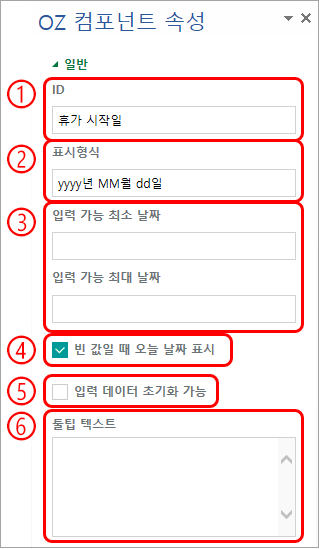 OZ 컴포넌트 속성
일반
① ID
휴가 시작일
② 표시형식
yyyy년 MM월 dd일
③ 입력 가능 최소 날짜
입력 가능 최대 날짜
④ 빈 값일 때 오늘 날짜 표시
⑤ 입력 데이터 초기화 가능
⑥ 툴팁 텍스트